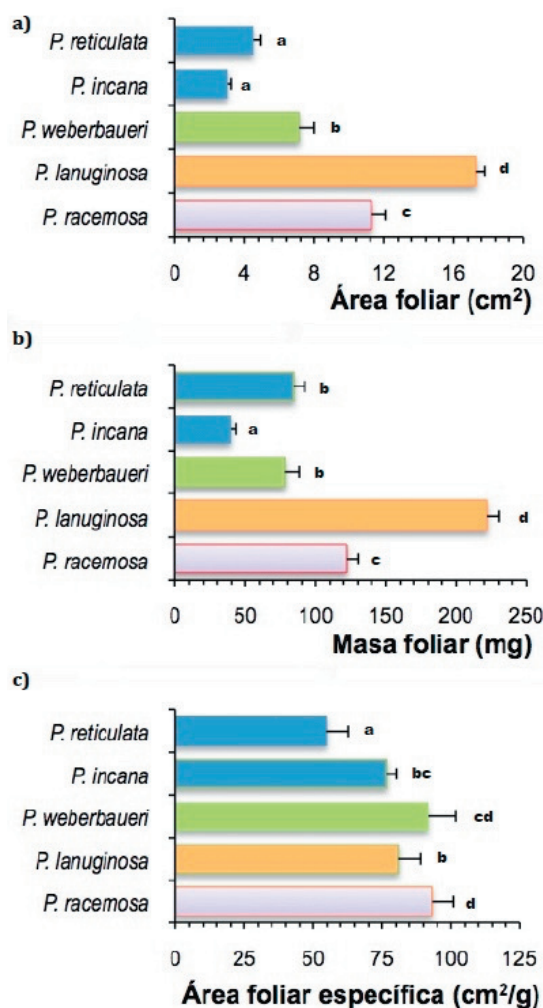 a)
P. reticulata
a
P. incana
a
P. weberbaueri
b
P. lanuginosa
d
P. racemosa
c
0 4 8 12 16 20
Área foliar (cm²)
b)
P. reticulata
b
P. incana
a
P. weberbaueri
b
P. lanuginosa
d
P. racemosa
c
0 50 100 150 200 250
Masa foliar (mg)
c)
P. reticulata
a
P. incana
bc
P. weberbaueri
cd
P. lanuginosa
b
P. racemosa
d
0 25 50 75 100 125
Área foliar específica (cm²/g)